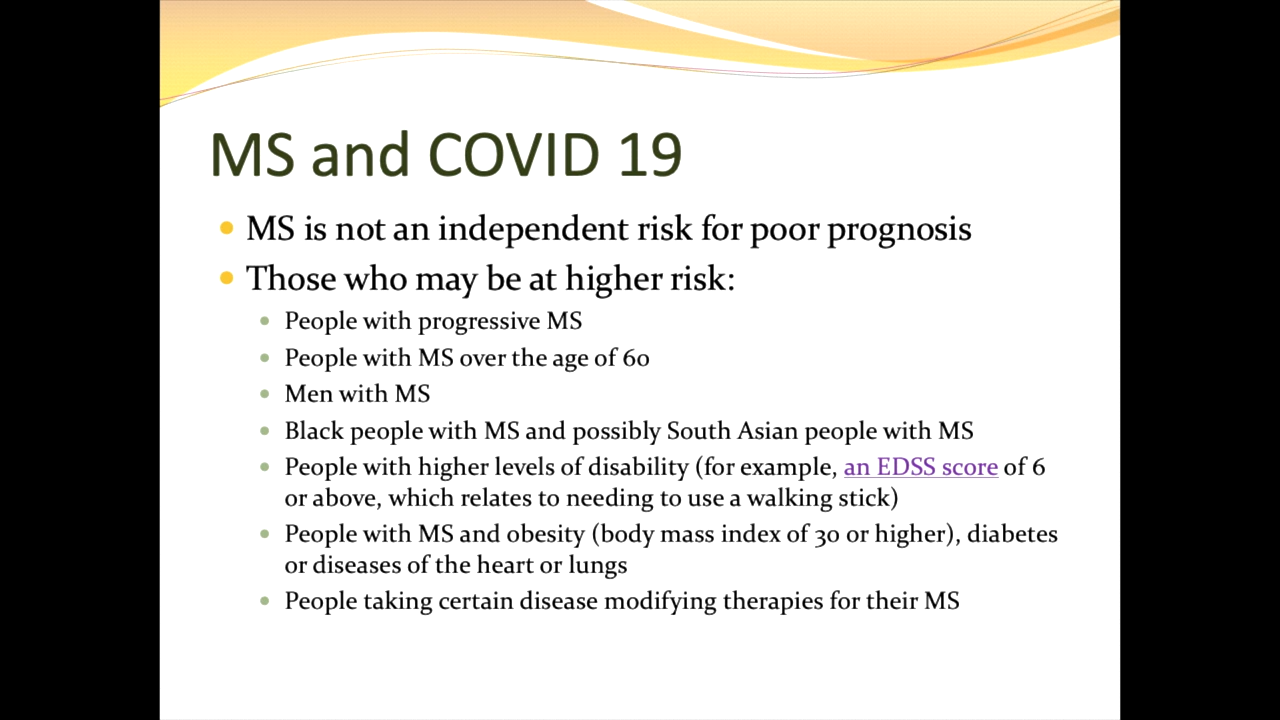 MS and COVID 19
MS is not an independent risk for poor prognosis
Those who may be at higher risk:
People with progressive MS
People with MS over the age of 60
Men with MS
Black people with MS and possibly South Asian people with MS
People with higher levels of disability (for example, an EDSS score of 6
or above, which relates to needing to use a walking stick)
People with MS and obesity (body mass index of 30 or higher), diabetes
or diseases of the heart or lungs
People taking certain disease modifying therapies for their MS